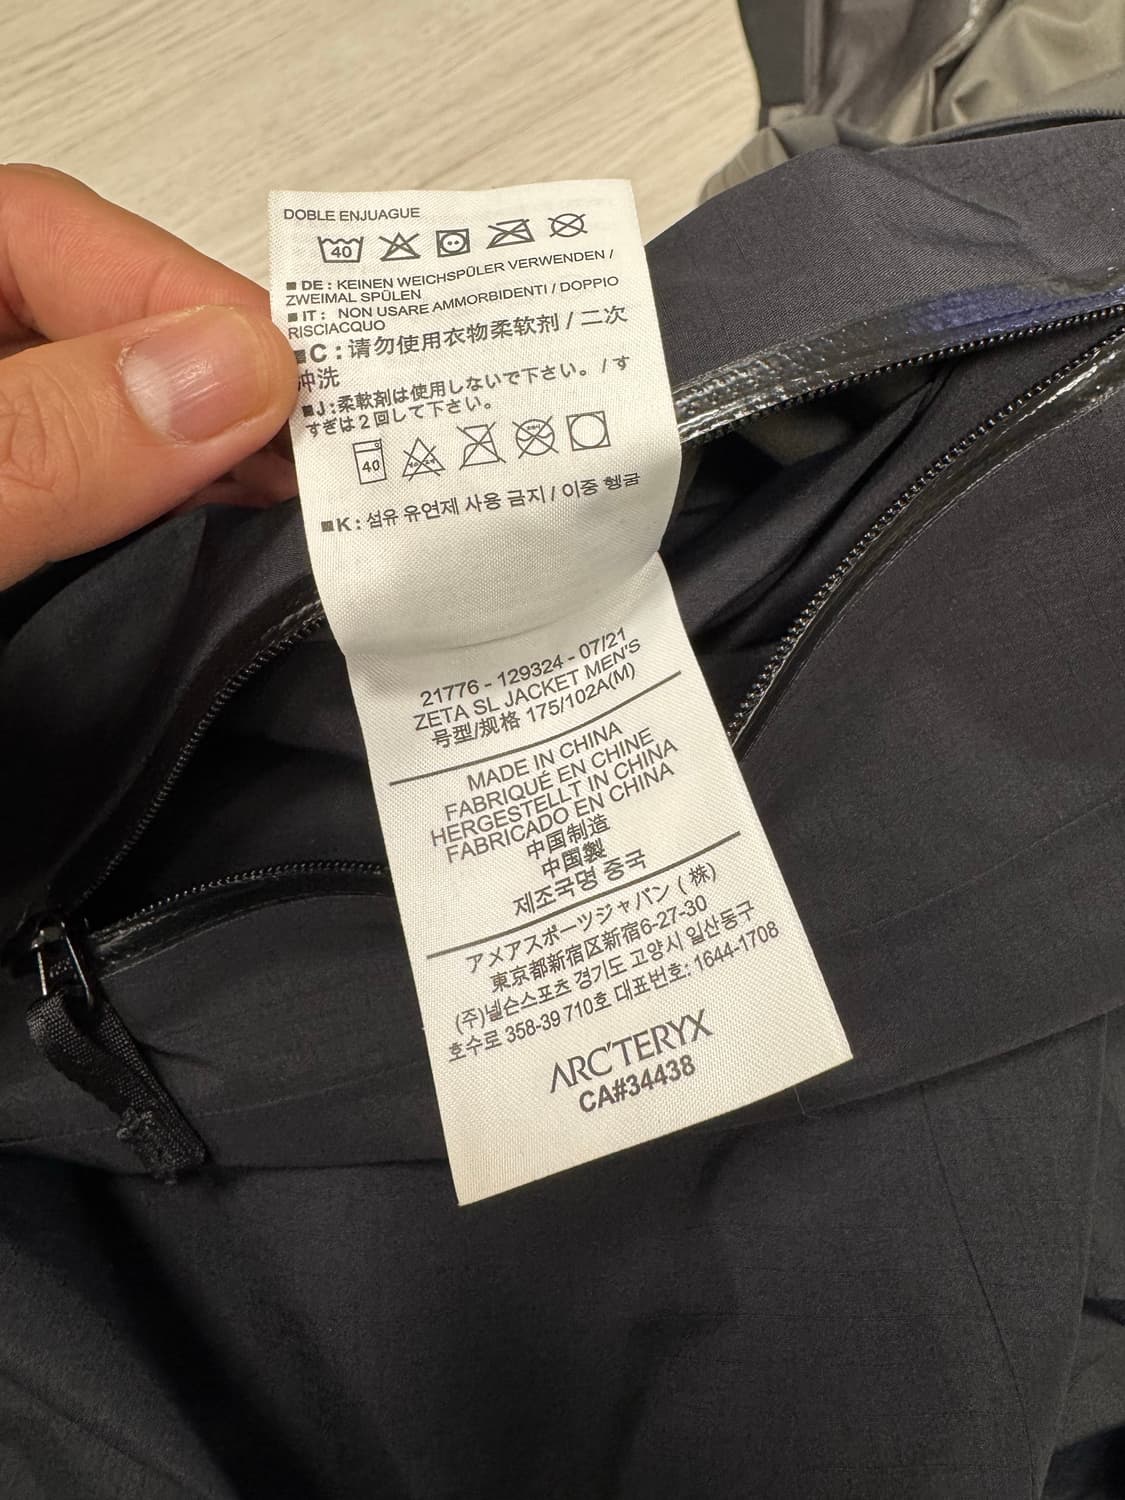 DOBLE ENJUAGUE
40
■ DE : KEINEN WEICHSPÜLER VERWENDEN /
ZWEIMAL SPÜLEN
■ IT : NON USARE AMMORBIDENTI / DOPPIO
RISCIACQUO
■C : 请勿使用衣物柔软剂 / 二次
冲洗
■J :柔軟剤は使用しないで下さい。 / す
すぎは2回して下さい。
40
■K : 섬유 유연제 사용 금지 / 이중 헹굼
21776 - 129324 - 07/21
ZETA SL JACKET MEN'S
号型/规格 175/102A(M)
MADE IN CHINA
FABRIQUÉ EN CHINE
HERGESTELLT IN CHINA
FABRICADO EN CHINA
中国制造
中国製
제조국명 중국
アメアスポーツジャパン ( 株)
東京都新宿区新宿6-27-30
(주)넬슨스포츠 경기도 고양시 일산동구
호수로 358-39 710호 대표번호: 1644-1708
ARC'TERYX
CA#34438